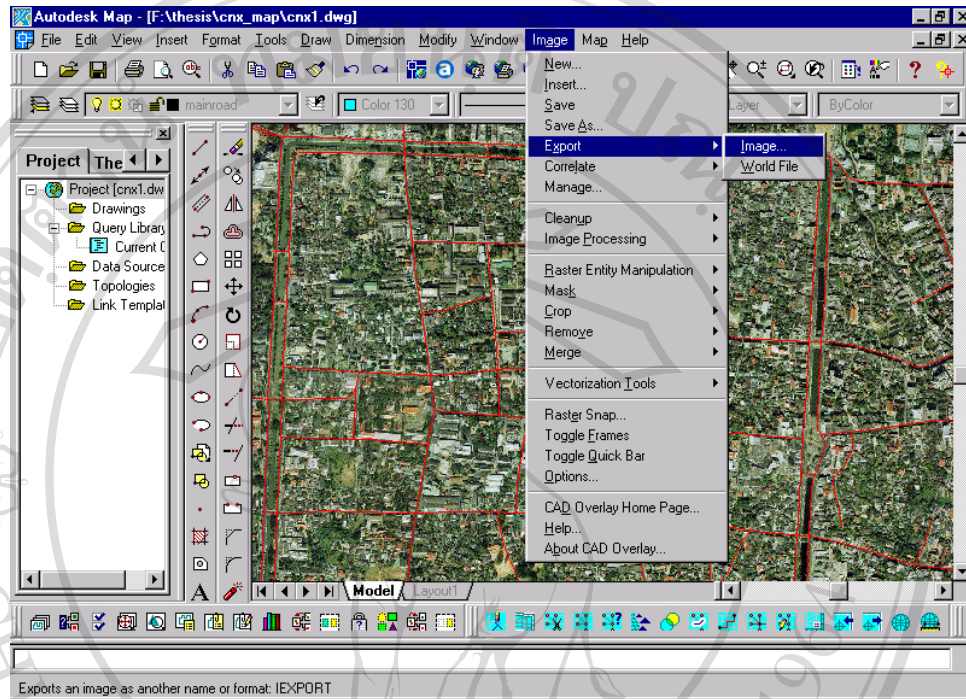 Autodesk Map - [F:\thesis\cnx_map\cnx1.dwg]
File Edit View Insert Format Tools Draw Dimension Modify Window Image Map Help
mainroad
Color 130
Layer
ByColor
Project The
Project [cnx1.dw
Drawings
Query Library
Current
Data Source
Topologies
Link Templa
New...
Insert...
Save
Save As...
Export
Correlate
Manage...
Cleanup
Image Processing
Raster Entity Manipulation
Mask
Crop
Remove
Merge
Vectorization Tools
Raster Snap...
Toggle Frames
Toggle Quick Bar
Options...
CAD Overlay Home Page...
Help...
About CAD Overlay...
Image...
World File
Model Layout1
Exports an image as another name or format: IEXPORT